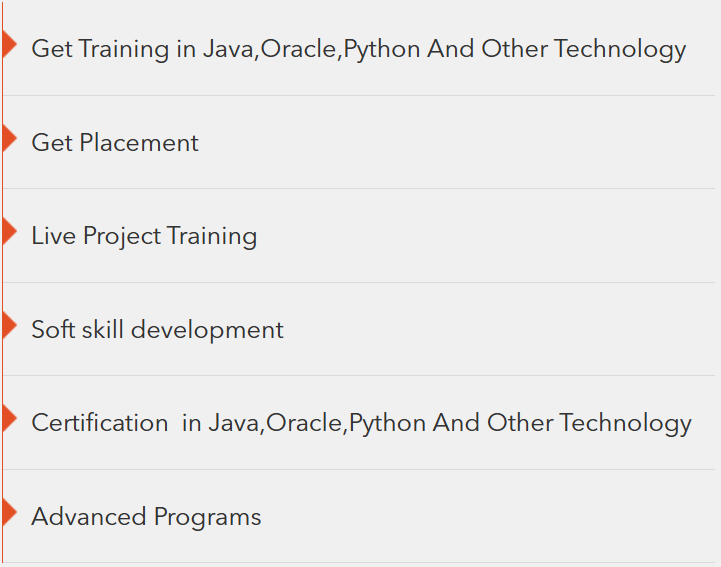 Get Training in Java,Oracle,Python And Other Technology
Get Placement
Live Project Training
Soft skill development
Certification  in Java,Oracle,Python And Other Technology
Advanced Programs